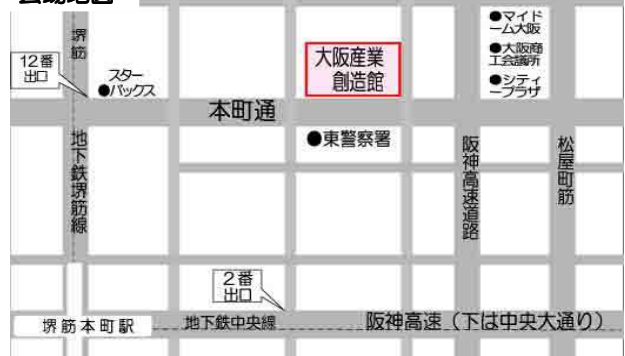 堺筋
12番
出口
スター
●バックス
大阪産業
創造館
●マイド
ーム大阪
●大阪商
工会議所
●シティ
ープラザ
本町通
●東警察署
地下鉄堺筋線
阪神高速道路
松屋町筋
2番
出口
堺筋本町駅
地下鉄中央線
阪神高速(下は中央大通り)